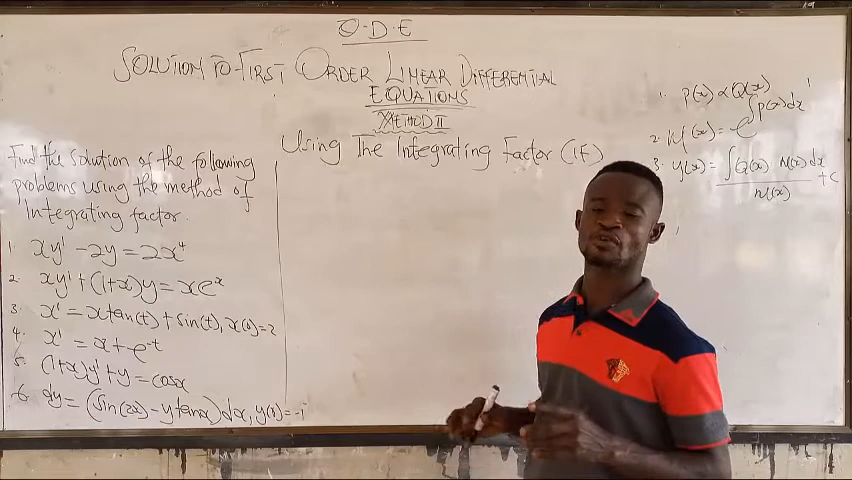 O-D-E
SOLUTION TO FIRST ORDER LINEAR DIFFERENTIAL
EQUATIONS
METHOD II
Using The Integrating Factor (IF)
Find the solution of the following
problems using the method of
Integrating factor.
1. xy' - 2y = 2x⁴
2. xy' + (1+x)y = xe^x
3. x' = x tan(t) + sin(t), x(0) = 2
4. x' = x + e^-t
5. (1+x)y' + y = cosx
6. dy = (sin(2x) - y tanx)dx, y(0) = -1
1. p(x) & Q(x)
2. M(x) = e^∫p(x)dx
3. y(x) = ∫Q(x) M(x) dx + c
M(x)